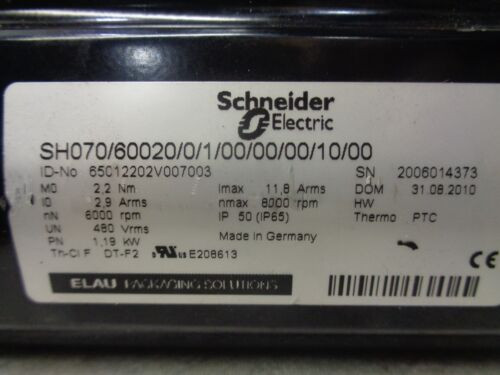 Schneider
Electric
SH070/60020/0/1/00/00/00/10/00
ID-No 65012202V007003 SN 2006014373
M0 2,2 Nm Imax 11,8 Arms DOM 31.08.2010
I0 2,9 Arms nmax 8000 rpm HW
nN 6000 rpm IP 50 (IP65) Thermo PTC
UN 480 Vrms
PN 1,19 kW Made in Germany
Th-Cl F DT-F2 c RU us E208613 CE
ELAU PACKAGING SOLUTIONS